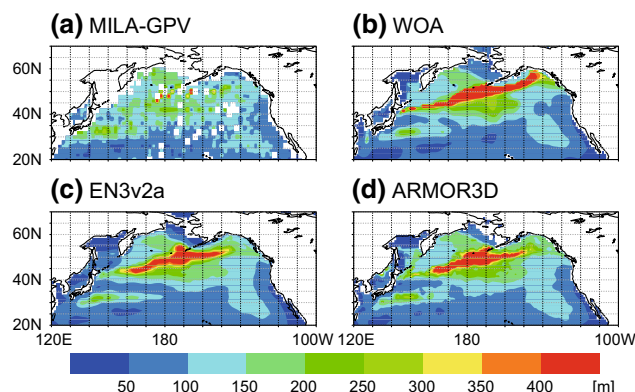 (a) MILA-GPV (b) WOA
60N
40N
20N
(c) EN3v2a (d) ARMOR3D
60N
40N
20N
120E 180 100W 120E 180 100W
50 100 150 200 250 300 350 400 [m]